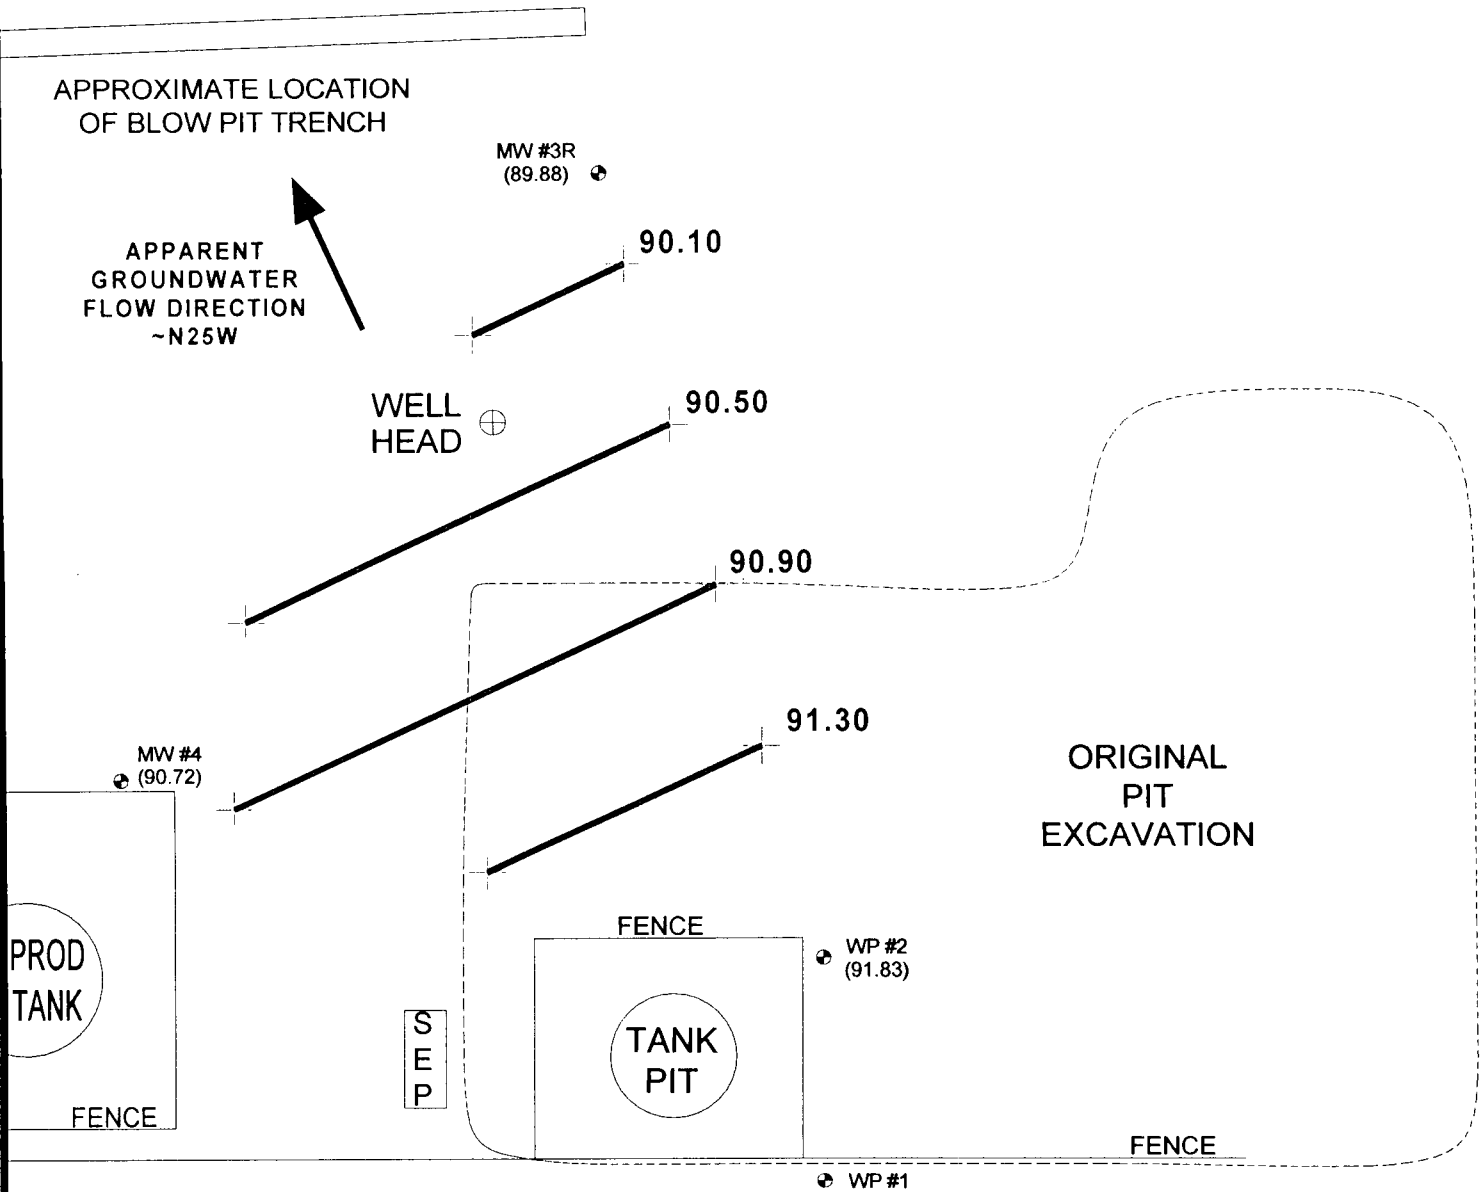 APPROXIMATE LOCATION
OF BLOW PIT TRENCH
MW #3R
(89.88)
90.10
APPARENT
GROUNDWATER
FLOW DIRECTION
~N25W
WELL
HEAD
90.50
90.90
91.30
MW #4
(90.72)
ORIGINAL
PIT
EXCAVATION
FENCE
WP #2
(91.83)
PROD
TANK
S
E
P
TANK
PIT
FENCE
FENCE
WP #1